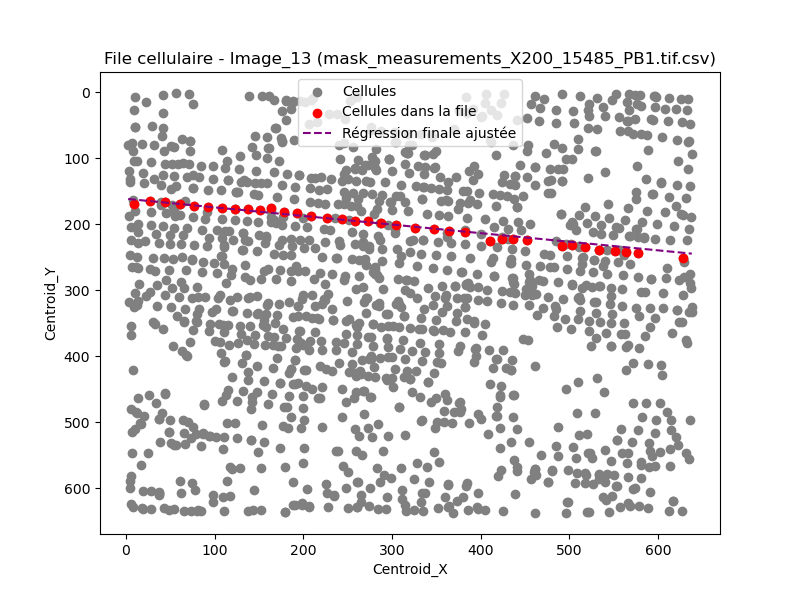 File cellulaire - Image_13 (mask_measurements_X200_15485_PB1.tif.csv)
Cellules
Cellules dans la file
Régression finale ajustée
0
100
200
300
400
500
600
Centroid_Y
0 100 200 300 400 500 600
Centroid_X